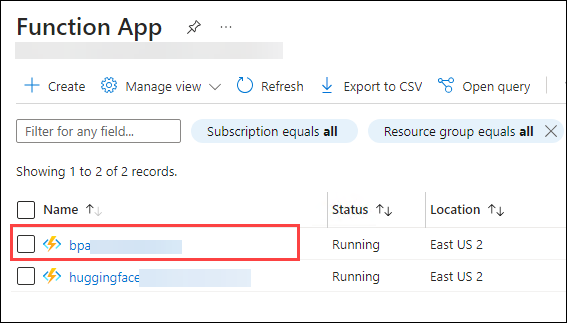 Function App
Create Manage view Refresh Export to CSV Open query
Filter for any field... Subscription equals all Resource group equals all
Showing 1 to 2 of 2 records.
Name Status Location
bpa Running East US 2
huggingface Running East US 2